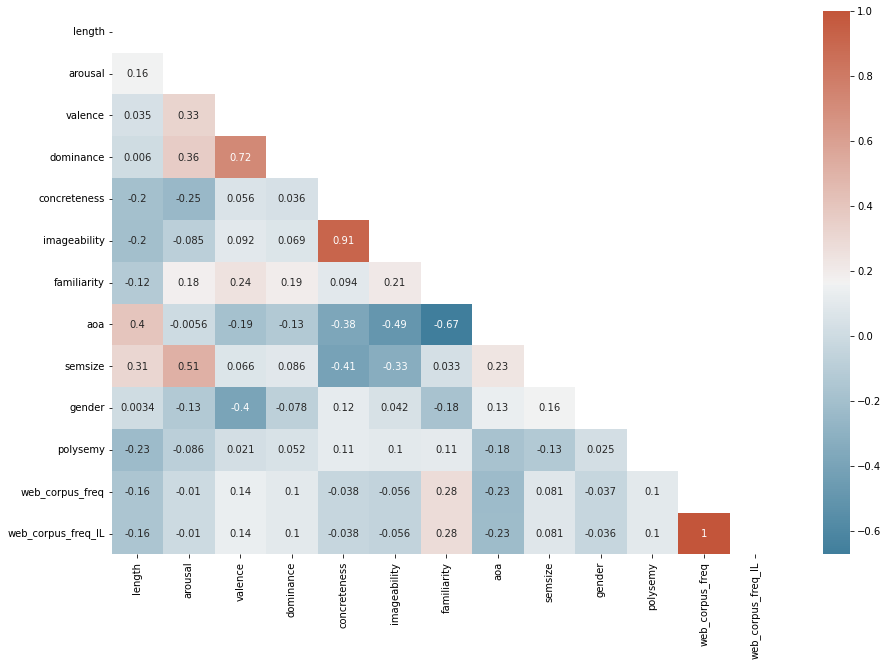 length
arousal 0.16
valence 0.035 0.33
dominance 0.006 0.36 0.72
concreteness -0.2 -0.25 0.056 0.036
imageability -0.2 -0.085 0.092 0.069 0.91
familiarity -0.12 0.18 0.24 0.19 0.094 0.21
aoa 0.4 -0.0056 -0.19 -0.13 -0.38 -0.49 -0.67
semsize 0.31 0.51 0.066 0.086 -0.41 -0.33 0.033 0.23
gender 0.0034 -0.13 -0.4 -0.078 0.12 0.042 -0.18 0.13 0.16
polysemy -0.23 -0.086 0.021 0.052 0.11 0.1 0.11 -0.18 -0.13 0.025
web_corpus_freq -0.16 -0.01 0.14 0.1 -0.038 -0.056 0.28 -0.23 0.081 -0.037 0.1
web_corpus_freq_IL -0.16 -0.01 0.14 0.1 -0.038 -0.056 0.28 -0.23 0.081 -0.036 0.1 1
length arousal valence dominance concreteness imageability familiarity aoa semsize gender polysemy web_corpus_freq web_corpus_freq_IL
1.0
0.8
0.6
0.4
0.2
0.0
−0.2
−0.4
−0.6